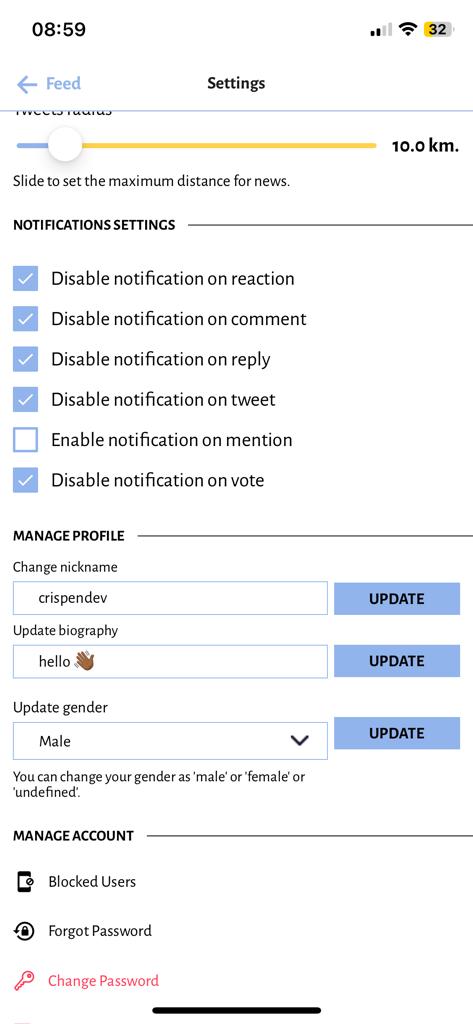 08:59
32
Feed
Settings
Tweets radius
10.0 km.
Slide to set the maximum distance for news.
NOTIFICATIONS SETTINGS
Disable notification on reaction
Disable notification on comment
Disable notification on reply
Disable notification on tweet
Enable notification on mention
Disable notification on vote
MANAGE PROFILE
Change nickname
crispendev
UPDATE
Update biography
hello 👋🏾
UPDATE
Update gender
Male
UPDATE
You can change your gender as 'male' or 'female' or
'undefined'.
MANAGE ACCOUNT
Blocked Users
Forgot Password
Change Password